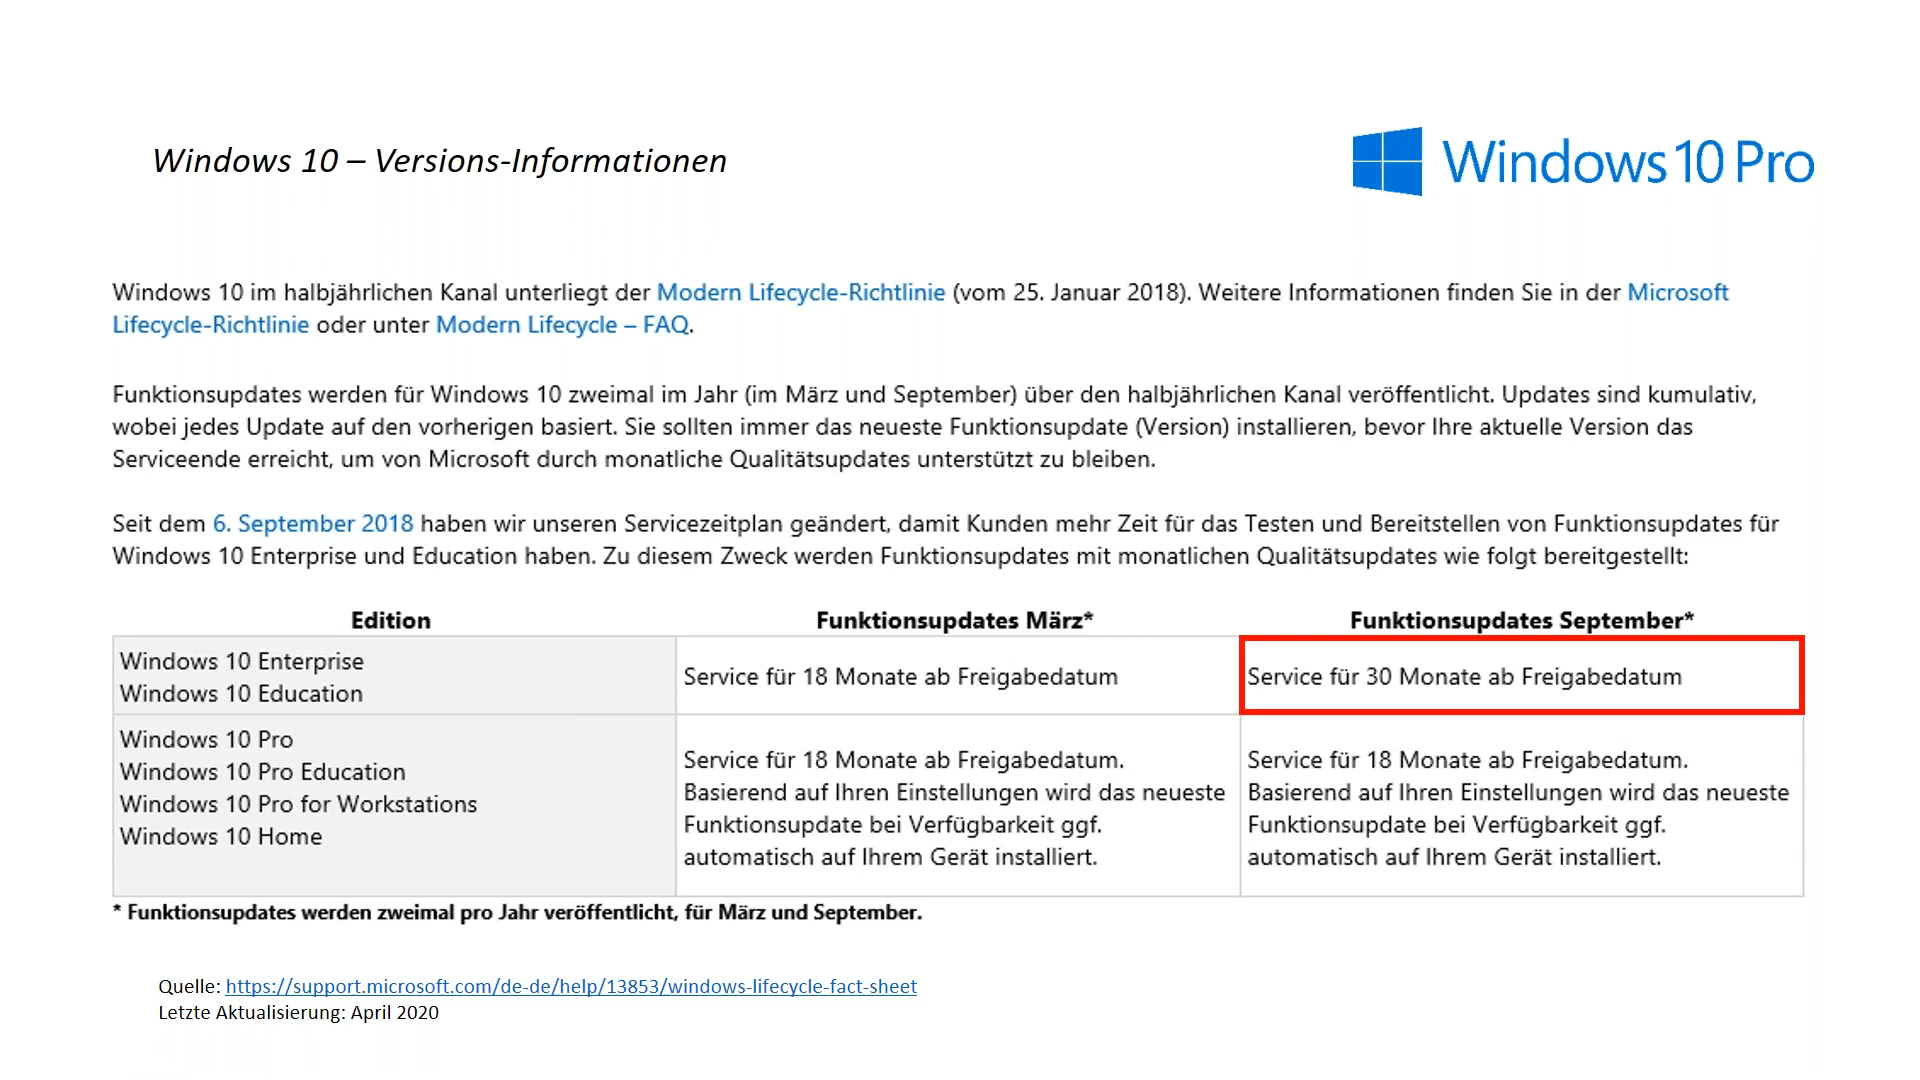 Windows 10 – Versions-Informationen
Windows 10 Pro
Windows 10 im halbjährlichen Kanal unterliegt der Modern Lifecycle-Richtlinie (vom 25. Januar 2018). Weitere Informationen finden Sie in der Microsoft
Lifecycle-Richtlinie oder unter Modern Lifecycle – FAQ.
Funktionsupdates werden für Windows 10 zweimal im Jahr (im März und September) über den halbjährlichen Kanal veröffentlicht. Updates sind kumulativ,
wobei jedes Update auf den vorherigen basiert. Sie sollten immer das neueste Funktionsupdate (Version) installieren, bevor Ihre aktuelle Version das
Serviceende erreicht, um von Microsoft durch monatliche Qualitätsupdates unterstützt zu bleiben.
Seit dem 6. September 2018 haben wir unseren Servicezeitplan geändert, damit Kunden mehr Zeit für das Testen und Bereitstellen von Funktionsupdates für
Windows 10 Enterprise und Education haben. Zu diesem Zweck werden Funktionsupdates mit monatlichen Qualitätsupdates wie folgt bereitgestellt:
Edition
Funktionsupdates März*
Funktionsupdates September*
Windows 10 Enterprise
Windows 10 Education
Service für 18 Monate ab Freigabedatum
Service für 30 Monate ab Freigabedatum
Windows 10 Pro
Windows 10 Pro Education
Windows 10 Pro for Workstations
Windows 10 Home
Service für 18 Monate ab Freigabedatum.
Basierend auf Ihren Einstellungen wird das neueste
Funktionsupdate bei Verfügbarkeit ggf.
automatisch auf Ihrem Gerät installiert.
Service für 18 Monate ab Freigabedatum.
Basierend auf Ihren Einstellungen wird das neueste
Funktionsupdate bei Verfügbarkeit ggf.
automatisch auf Ihrem Gerät installiert.
* Funktionsupdates werden zweimal pro Jahr veröffentlicht, für März und September.
Quelle: https://support.microsoft.com/de-de/help/13853/windows-lifecycle-fact-sheet
Letzte Aktualisierung: April 2020